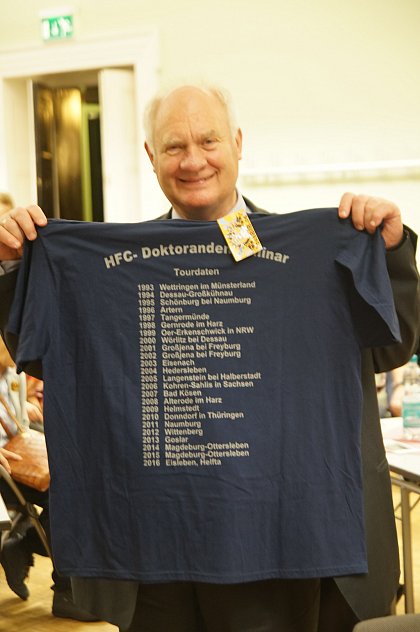 HFC- Doktorandenseminar
Tourdaten
1993 Wettringen im Münsterland
1994 Dessau-Großkühnau
1995 Schönburg bei Naumburg
1996 Artern
1997 Tangermünde
1998 Gernrode im Harz
1999 Oer-Erkenschwick in NRW
2000 Wörlitz bei Dessau
2001 Großjena bei Freyburg
2002 Großjena bei Freyburg
2003 Eisenach
2004 Hedersleben
2005 Langenstein bei Halberstadt
2006 Kohren-Sahlis in Sachsen
2007 Bad Kösen
2008 Alterode im Harz
2009 Helmstedt
2010 Donndorf in Thüringen
2011 Naumburg
2012 Wittenberg
2013 Goslar
2014 Magdeburg-Ottersleben
2015 Magdeburg-Ottersleben
2016 Eisleben, Helfta